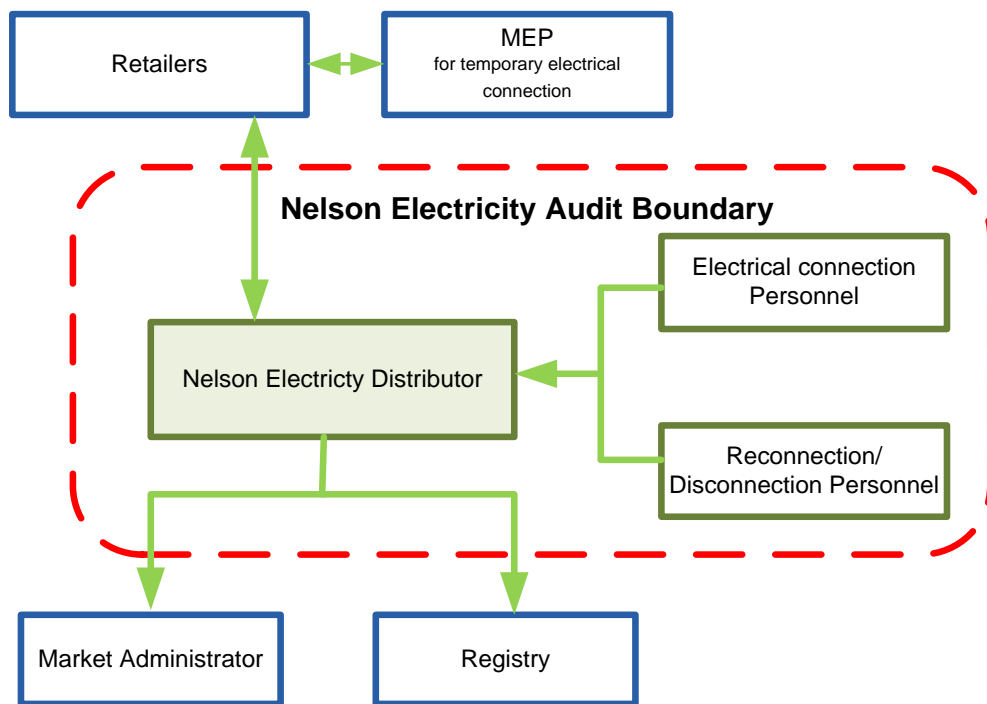 Retailers
MEP
for temporary electrical
connection
Nelson Electricity Audit Boundary
Electrical connection
Personnel
Nelson Electricty Distributor
Reconnection/
Disconnection Personnel
Market Administrator
Registry